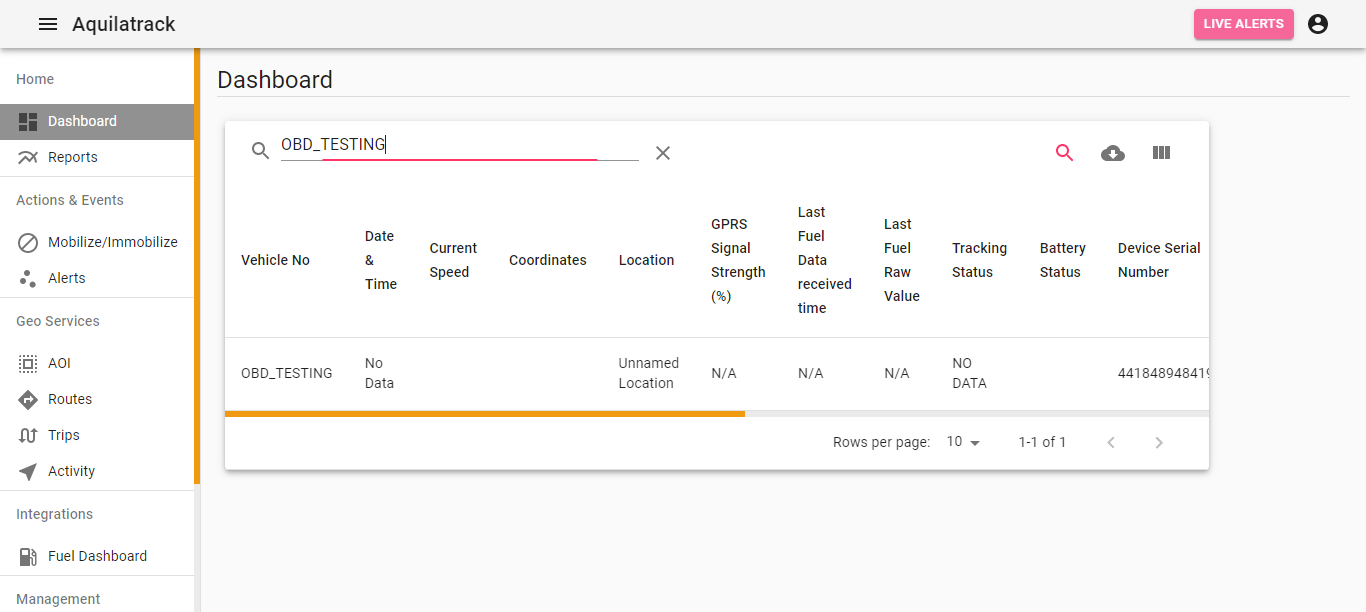 Aquilatrack
LIVE ALERTS
Home
Dashboard
Reports
Actions & Events
Mobilize/Immobilize
Alerts
Geo Services
AOI
Routes
Trips
Activity
Integrations
Fuel Dashboard
Management
Dashboard
OBD_TESTING
Vehicle No
Date
&
Time
Current
Speed
Coordinates
Location
GPRS
Signal
Strength
(%)
Last
Fuel
Data
received
time
Last
Fuel
Raw
Value
Tracking
Status
Battery
Status
Device Serial
Number
OBD_TESTING
No
Data
Unnamed
Location
N/A
N/A
N/A
NO
DATA
441848948419
Rows per page:
10
1-1 of 1